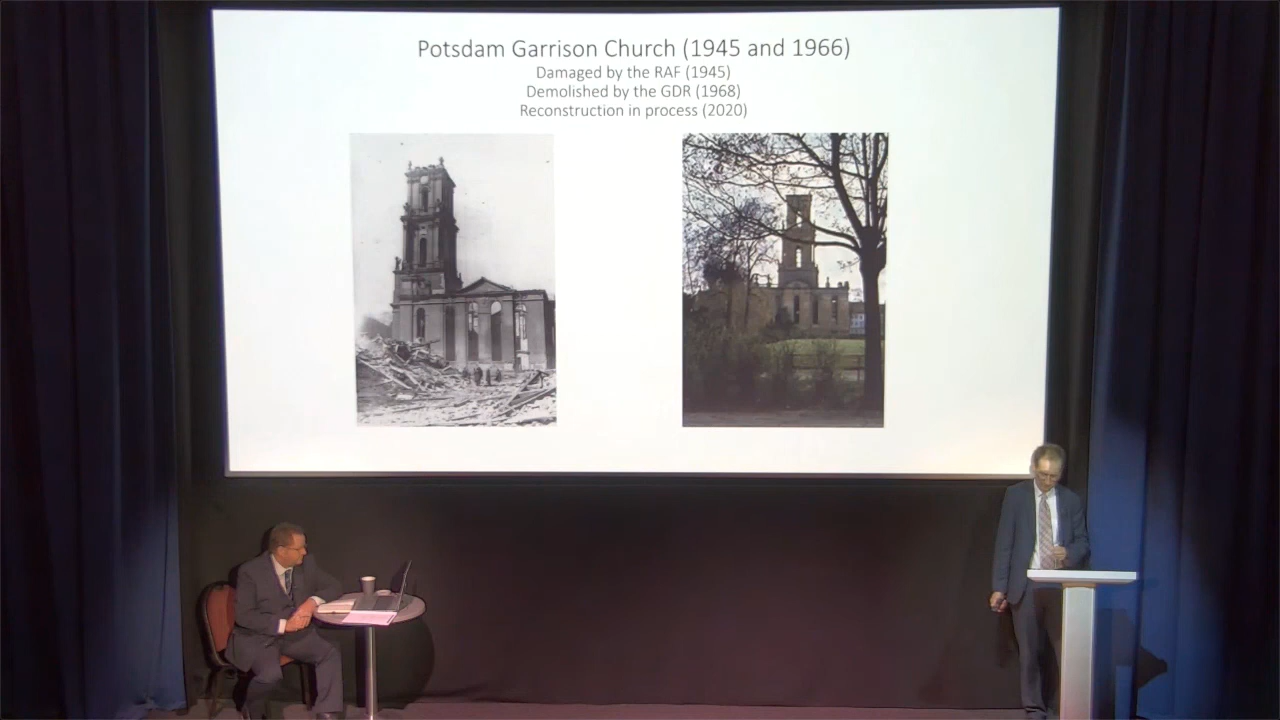 Potsdam Garrison Church (1945 and 1966)
Damaged by the RAF (1945)
Demolished by the GDR (1968)
Reconstruction in process (2020)